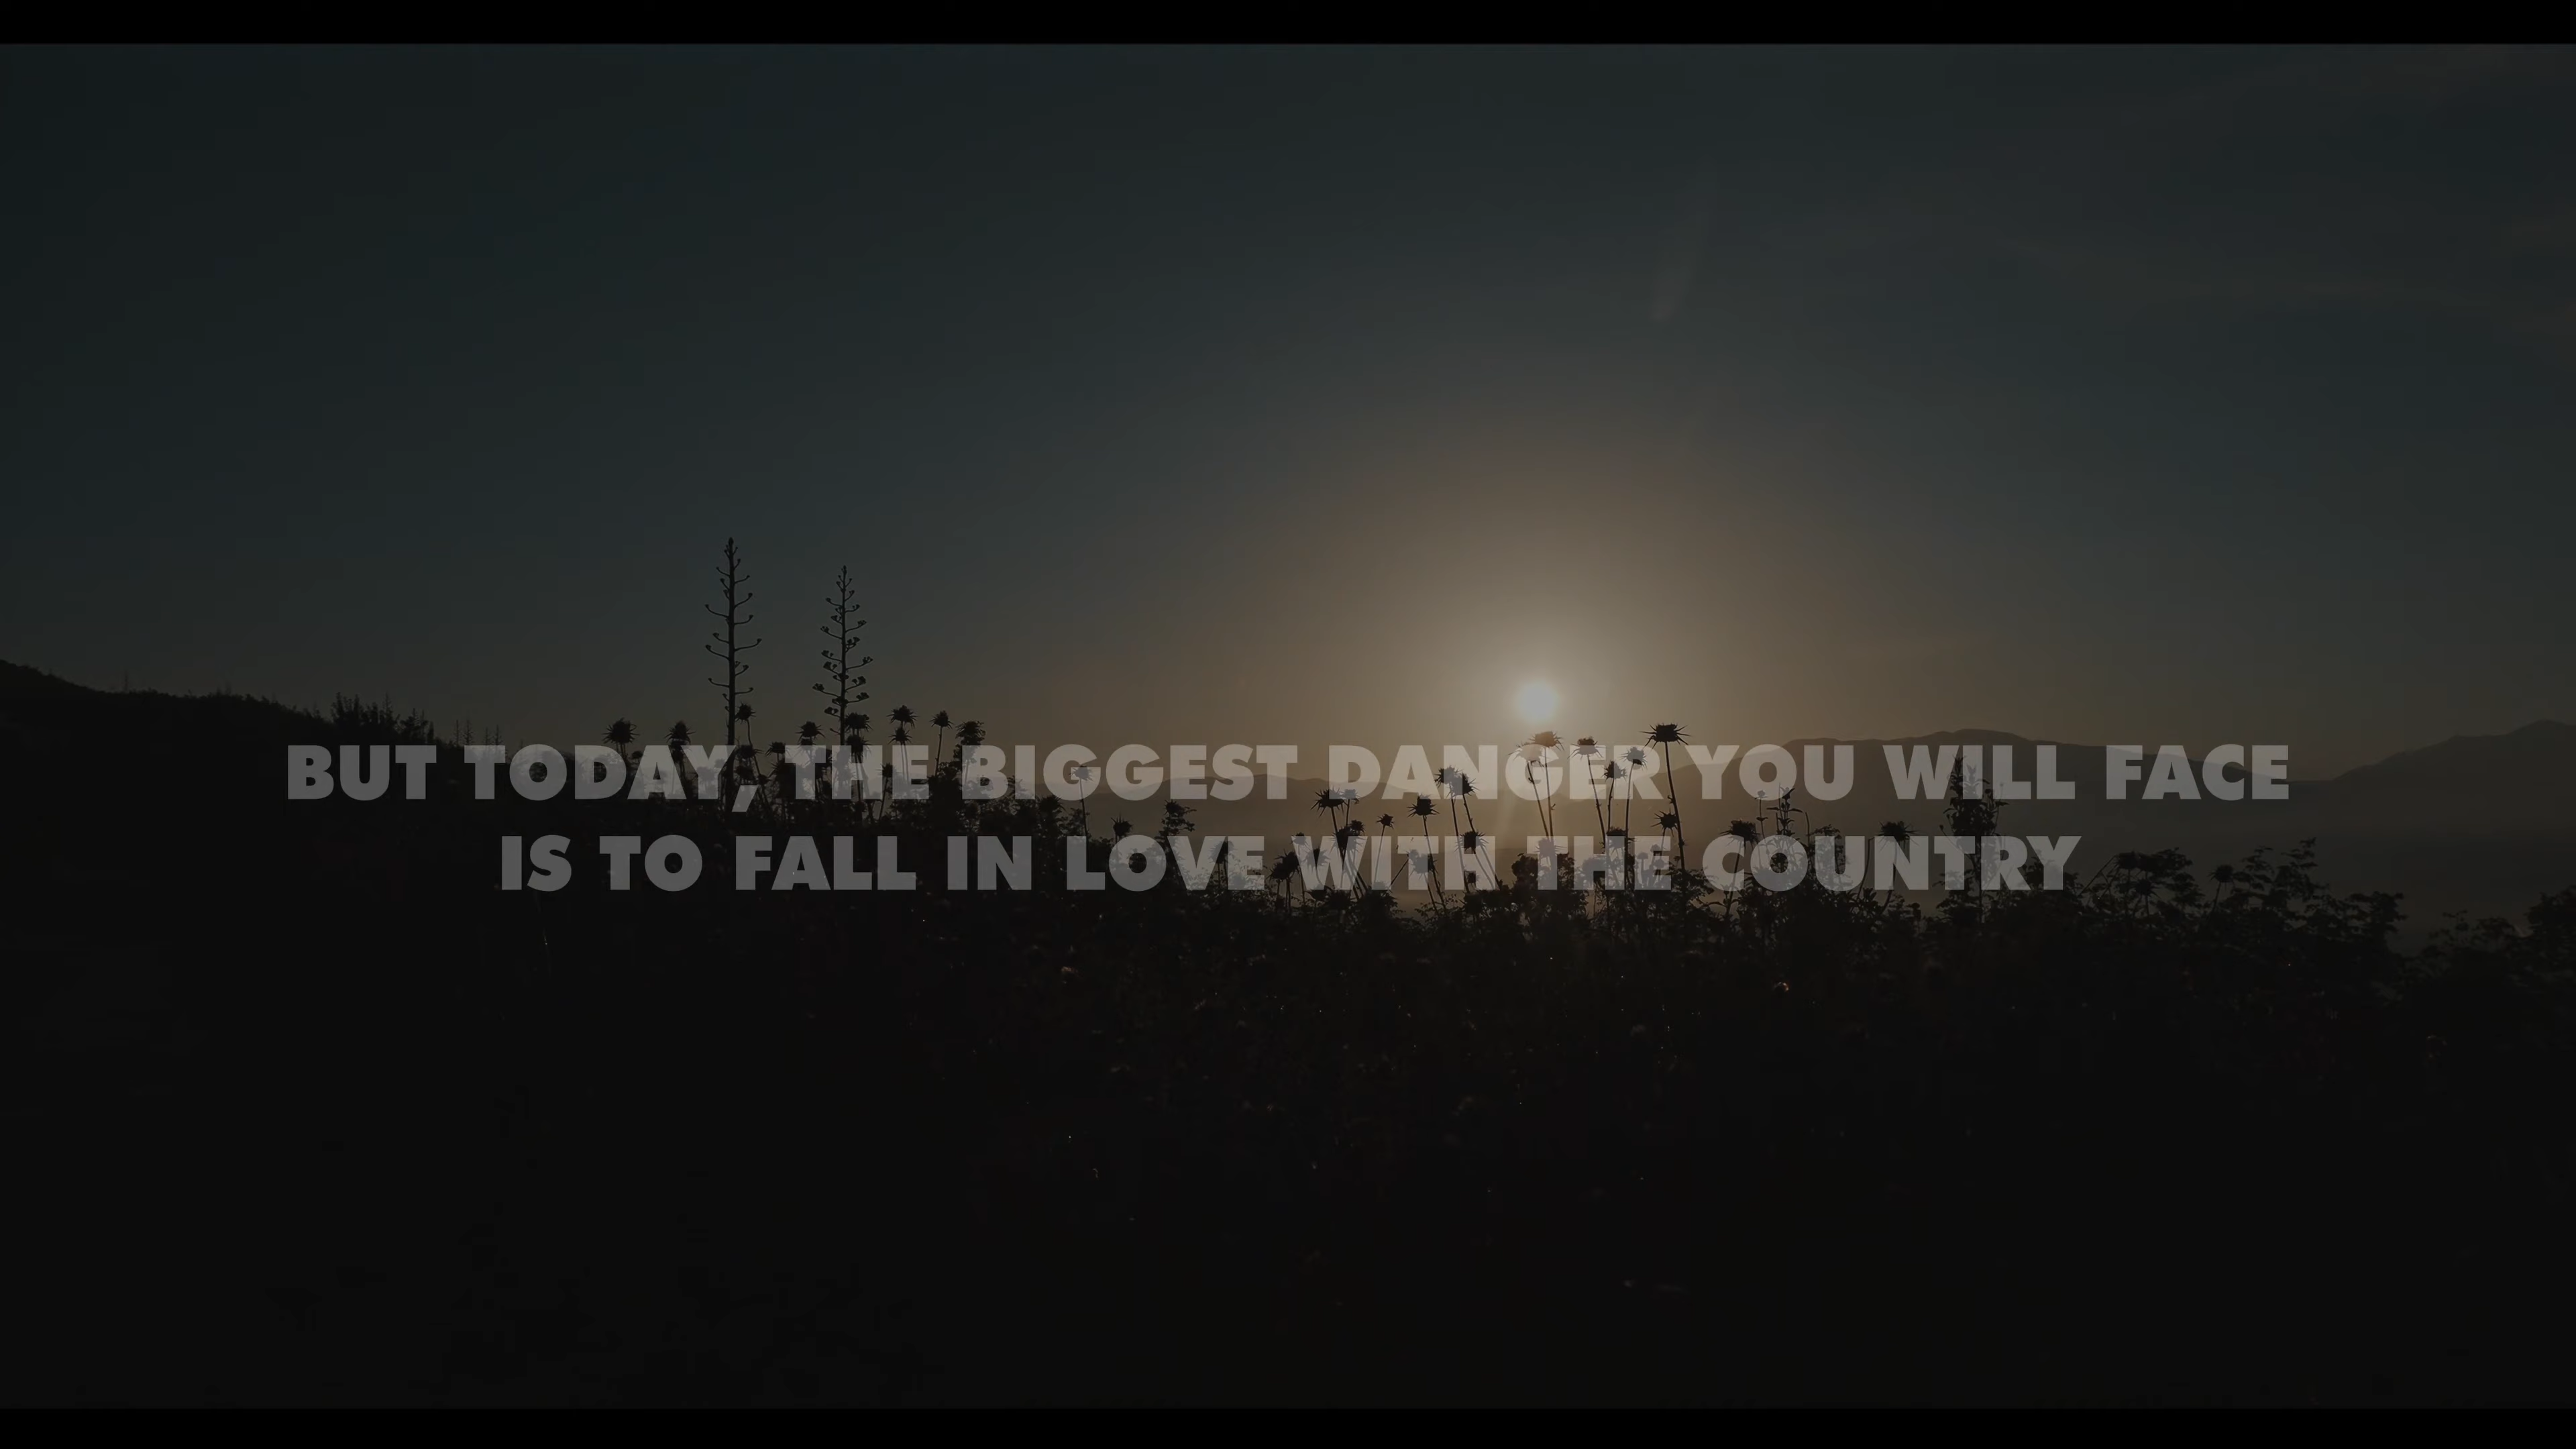 BUT TODAY, THE BIGGEST DANGER YOU WILL FACE
IS TO FALL IN LOVE WITH THE COUNTRY